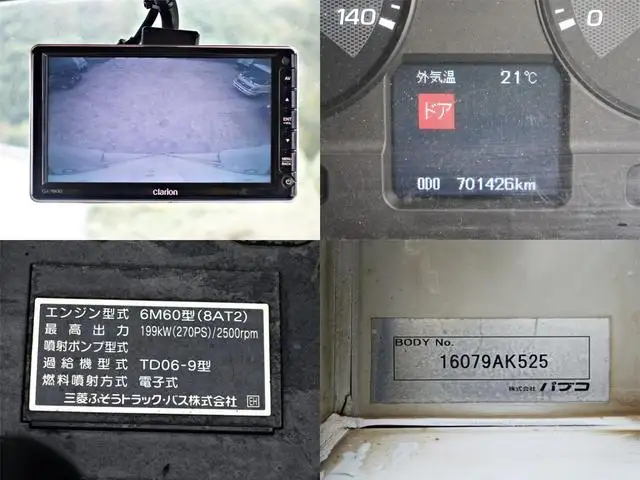 AV
ENT
MENU
clarion
140
0
外気温 21℃
ドア
ODO 701426km
エンジン型式 6M60型(8AT2)
最高出力 199kW(270PS)/2500rpm
噴射ポンプ型式
過給機型式 TD06-9型
燃料噴射方式 電子式
三菱ふそうトラック・バス株式会社
BODY No.
16079AK525
株式会社 パブコ